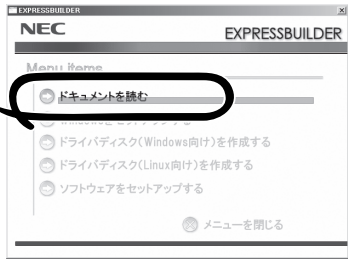 EXPRESSBUILDER
NEC
EXPRESSBUILDER
Menu items
ドキュメントを読む
ドライバディスク(Windows向け)を作成する
ドライバディスク(Linux向け)を作成する
ソフトウェアをセットアップする
メニューを閉じる